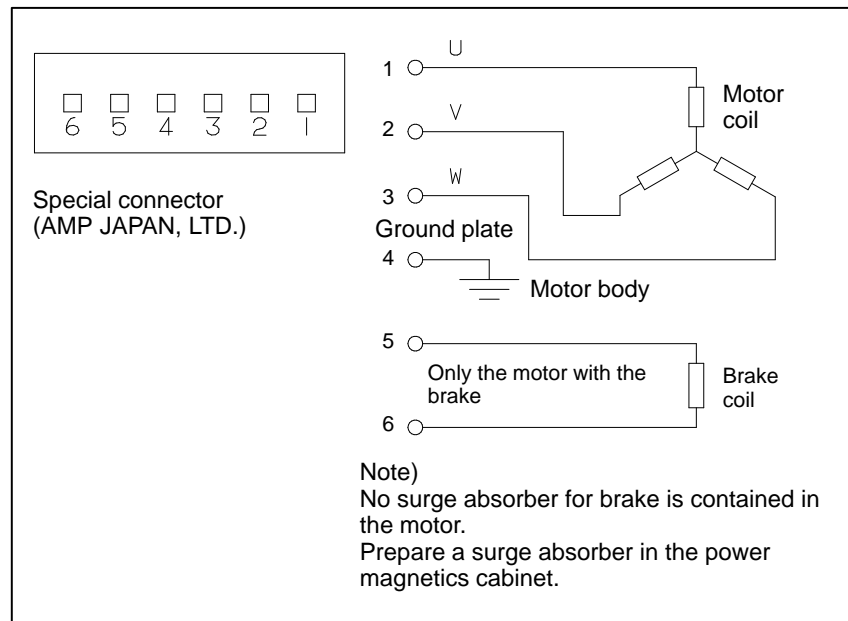 6 5 4 3 2 1
Special connector
(AMP JAPAN, LTD.)
1 U
2 V
3 W
Motor
coil
Ground plate
4
Motor body
5
Only the motor with the
brake
6
Brake
coil
Note)
No surge absorber for brake is contained in
the motor.
Prepare a surge absorber in the power
magnetics cabinet.